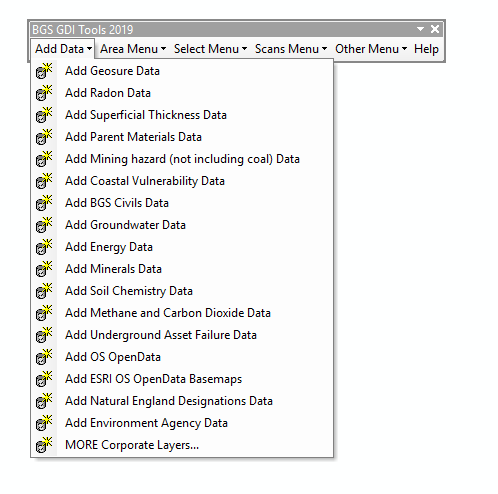 BGS GDI Tools 2019
Add Data Area Menu Select Menu Scans Menu Other Menu Help
Add Geosure Data
Add Radon Data
Add Superficial Thickness Data
Add Parent Materials Data
Add Mining hazard (not including coal) Data
Add Coastal Vulnerability Data
Add BGS Civils Data
Add Groundwater Data
Add Energy Data
Add Minerals Data
Add Soil Chemistry Data
Add Methane and Carbon Dioxide Data
Add Underground Asset Failure Data
Add OS OpenData
Add ESRI OS OpenData Basemaps
Add Natural England Designations Data
Add Environment Agency Data
MORE Corporate Layers...